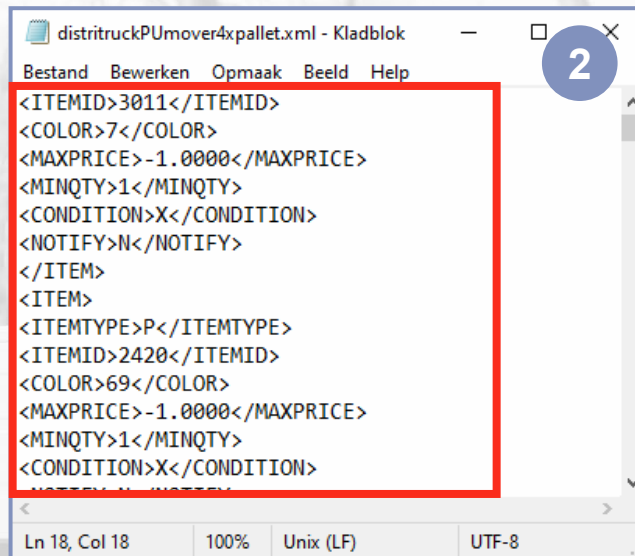 distritruckPUmover4xpallet.xml - Kladblok
2
Bestand Bewerken Opmaak Beeld Help
<ITEMID>3011</ITEMID>
<COLOR>7</COLOR>
<MAXPRICE>-1.0000</MAXPRICE>
<MINQTY>1</MINQTY>
<CONDITION>X</CONDITION>
<NOTIFY>N</NOTIFY>
</ITEM>
<ITEM>
<ITEMTYPE>P</ITEMTYPE>
<ITEMID>2420</ITEMID>
<COLOR>69</COLOR>
<MAXPRICE>-1.0000</MAXPRICE>
<MINQTY>1</MINQTY>
<CONDITION>X</CONDITION>
Ln 18, Col 18 100% Unix (LF) UTF-8